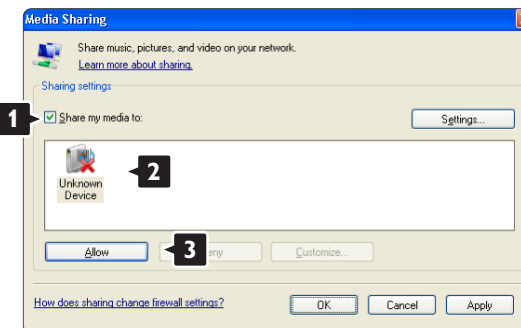 Media Sharing
Share music, pictures, and video on your network.
Learn more about sharing.
Sharing settings
1
Share my media to:
Settings...
2
Unknown
Device
Allow
3
Customize...
How does sharing change firewall settings?
OK
Cancel
Apply